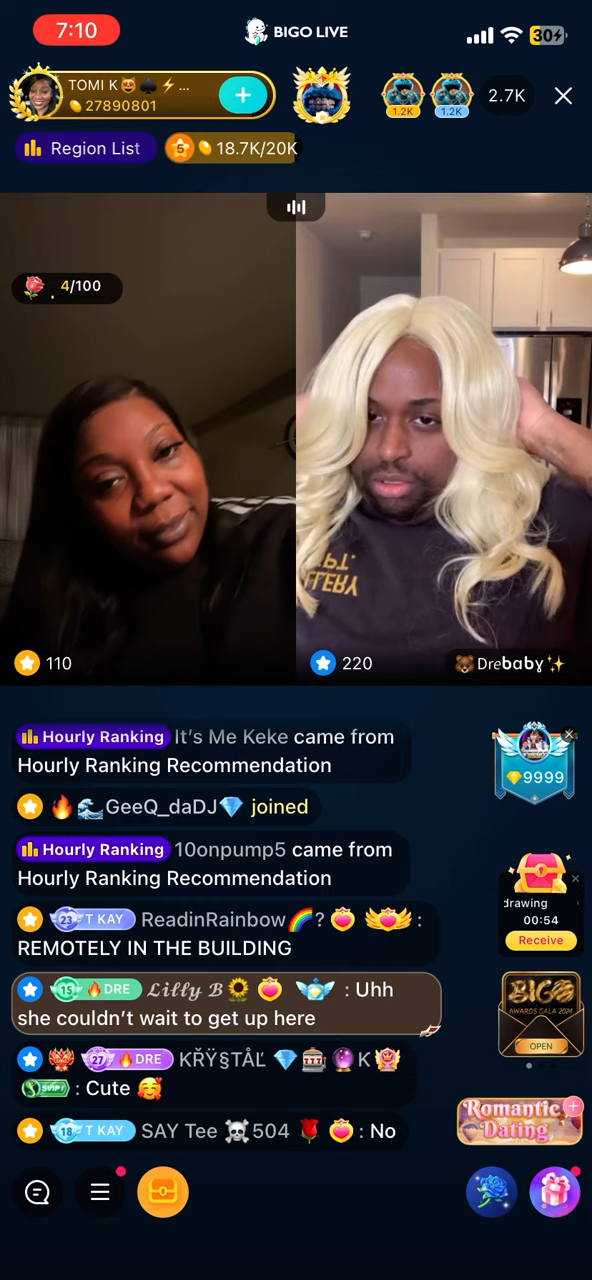 7:10
BIGO LIVE
30
TOMI K😻♠️⚡...
27890801
1.2K
1.2K
2.7K
Region List
5
18.7K/20K
4/100
PT.
LLERY
110
220
🐻Drebaby✨
Hourly Ranking It's Me Keke came from
Hourly Ranking Recommendation
9999
🔥🌊GeeQ_daDJ💎 joined
Hourly Ranking 10onpump5 came from
Hourly Ranking Recommendation
drawing
00:54
Receive
23 T KAY ReadinRainbow🌈? :
REMOTELY IN THE BUILDING
15 🔥DRE 𝓛𝓲𝓵𝓵𝔂 𝓑🌻 : Uhh
she couldn't wait to get up here
BIGO
AWARDS GALA 2024
OPEN
27 🔥DRE KŘŸ§TÅĽ 💎🎰🔮K
SVIP1 : Cute 🥰
Romantic
Dating
18 T KAY SAY Tee ☠️504 🌹 : No